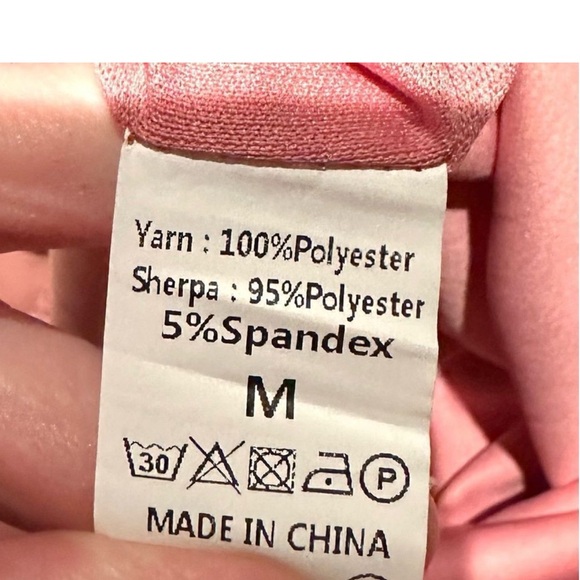 Yarn : 100%Polyester
Sherpa : 95%Polyester
5%Spandex
M
30 P
MADE IN CHINA